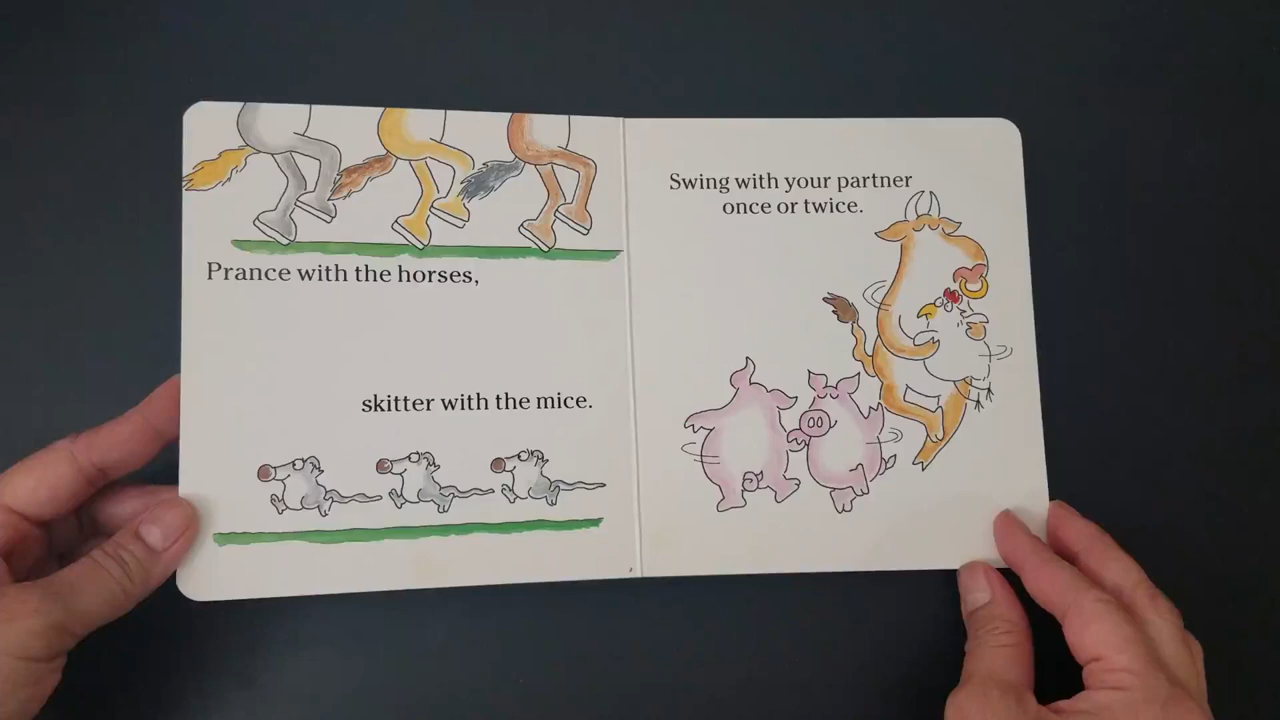 Prance with the horses,
skitter with the mice.
Swing with your partner
once or twice.